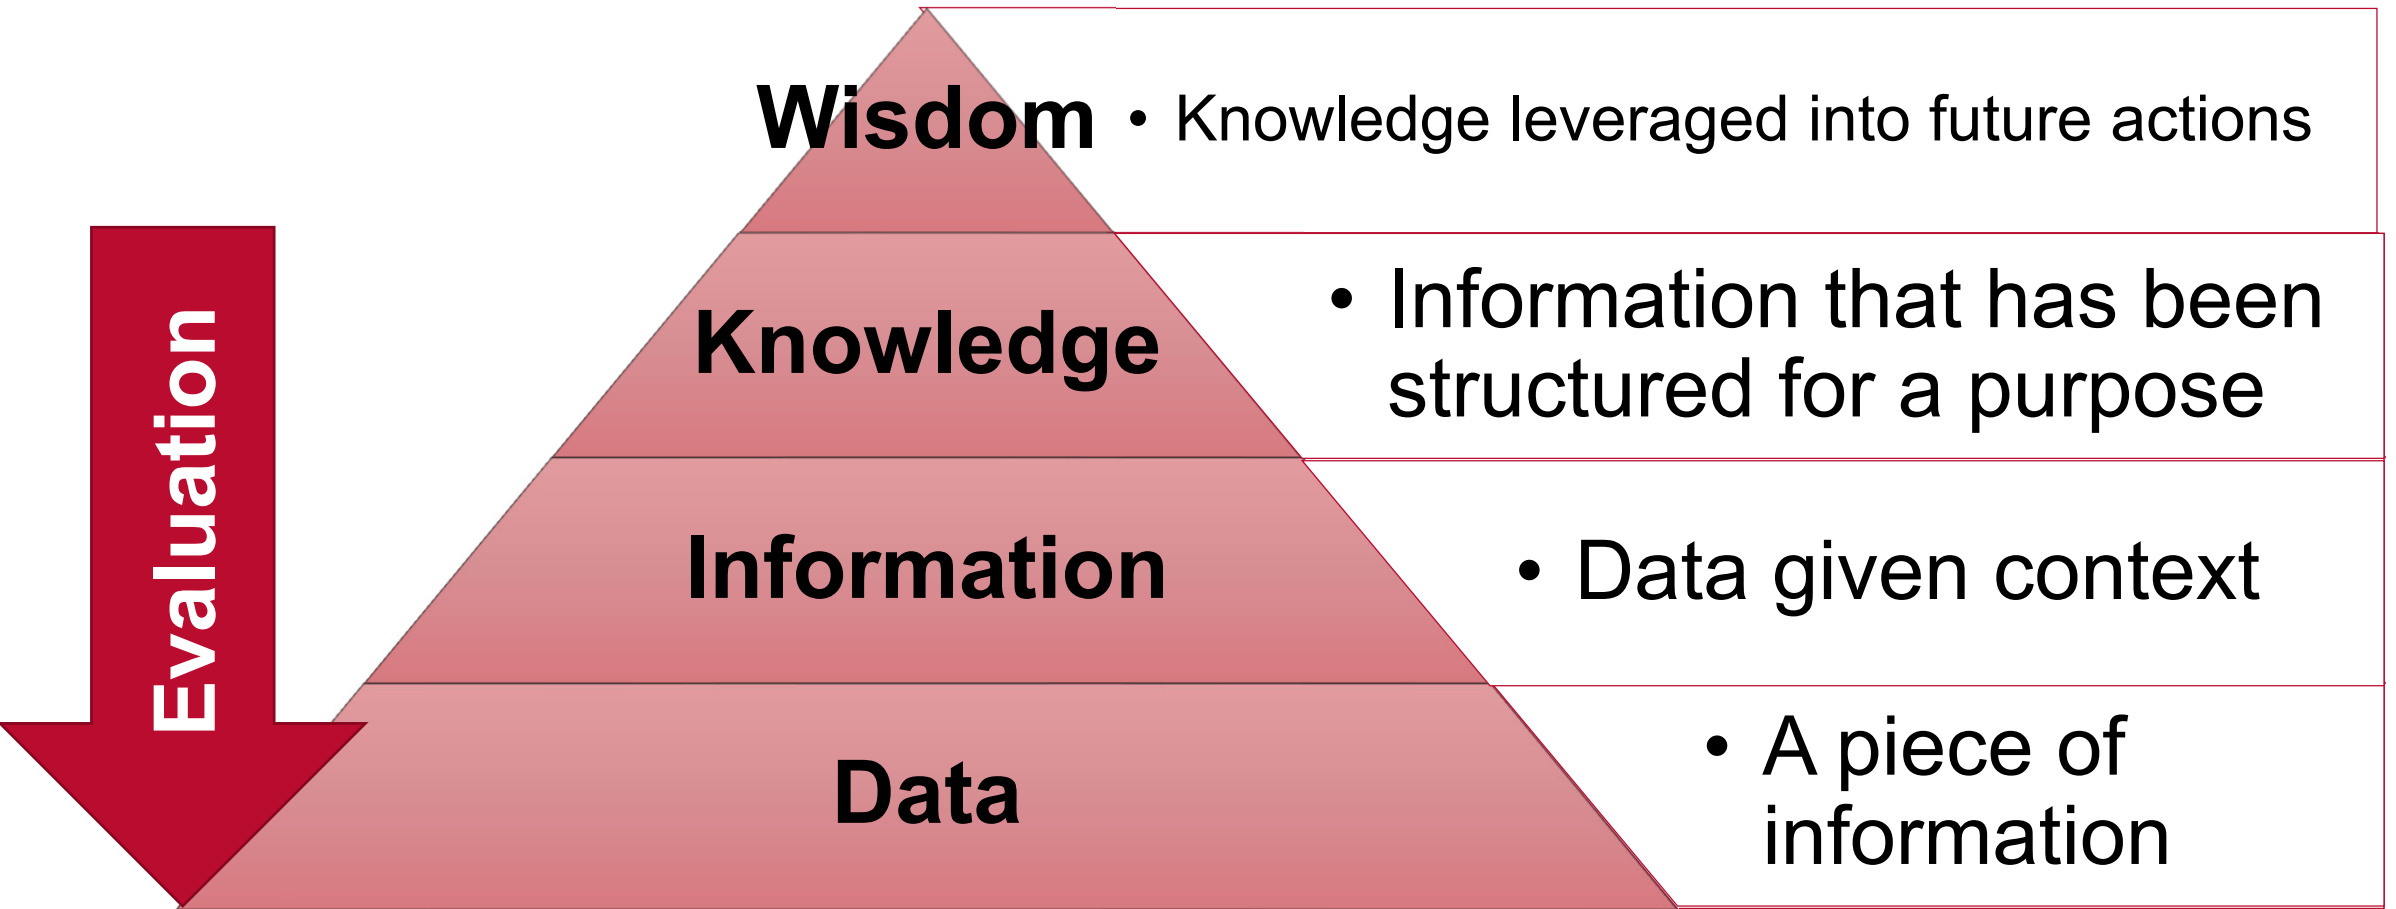 Wisdom
• Knowledge leveraged into future actions
Knowledge
• Information that has been
structured for a purpose
Information
• Data given context
Data
• A piece of
information
Evaluation